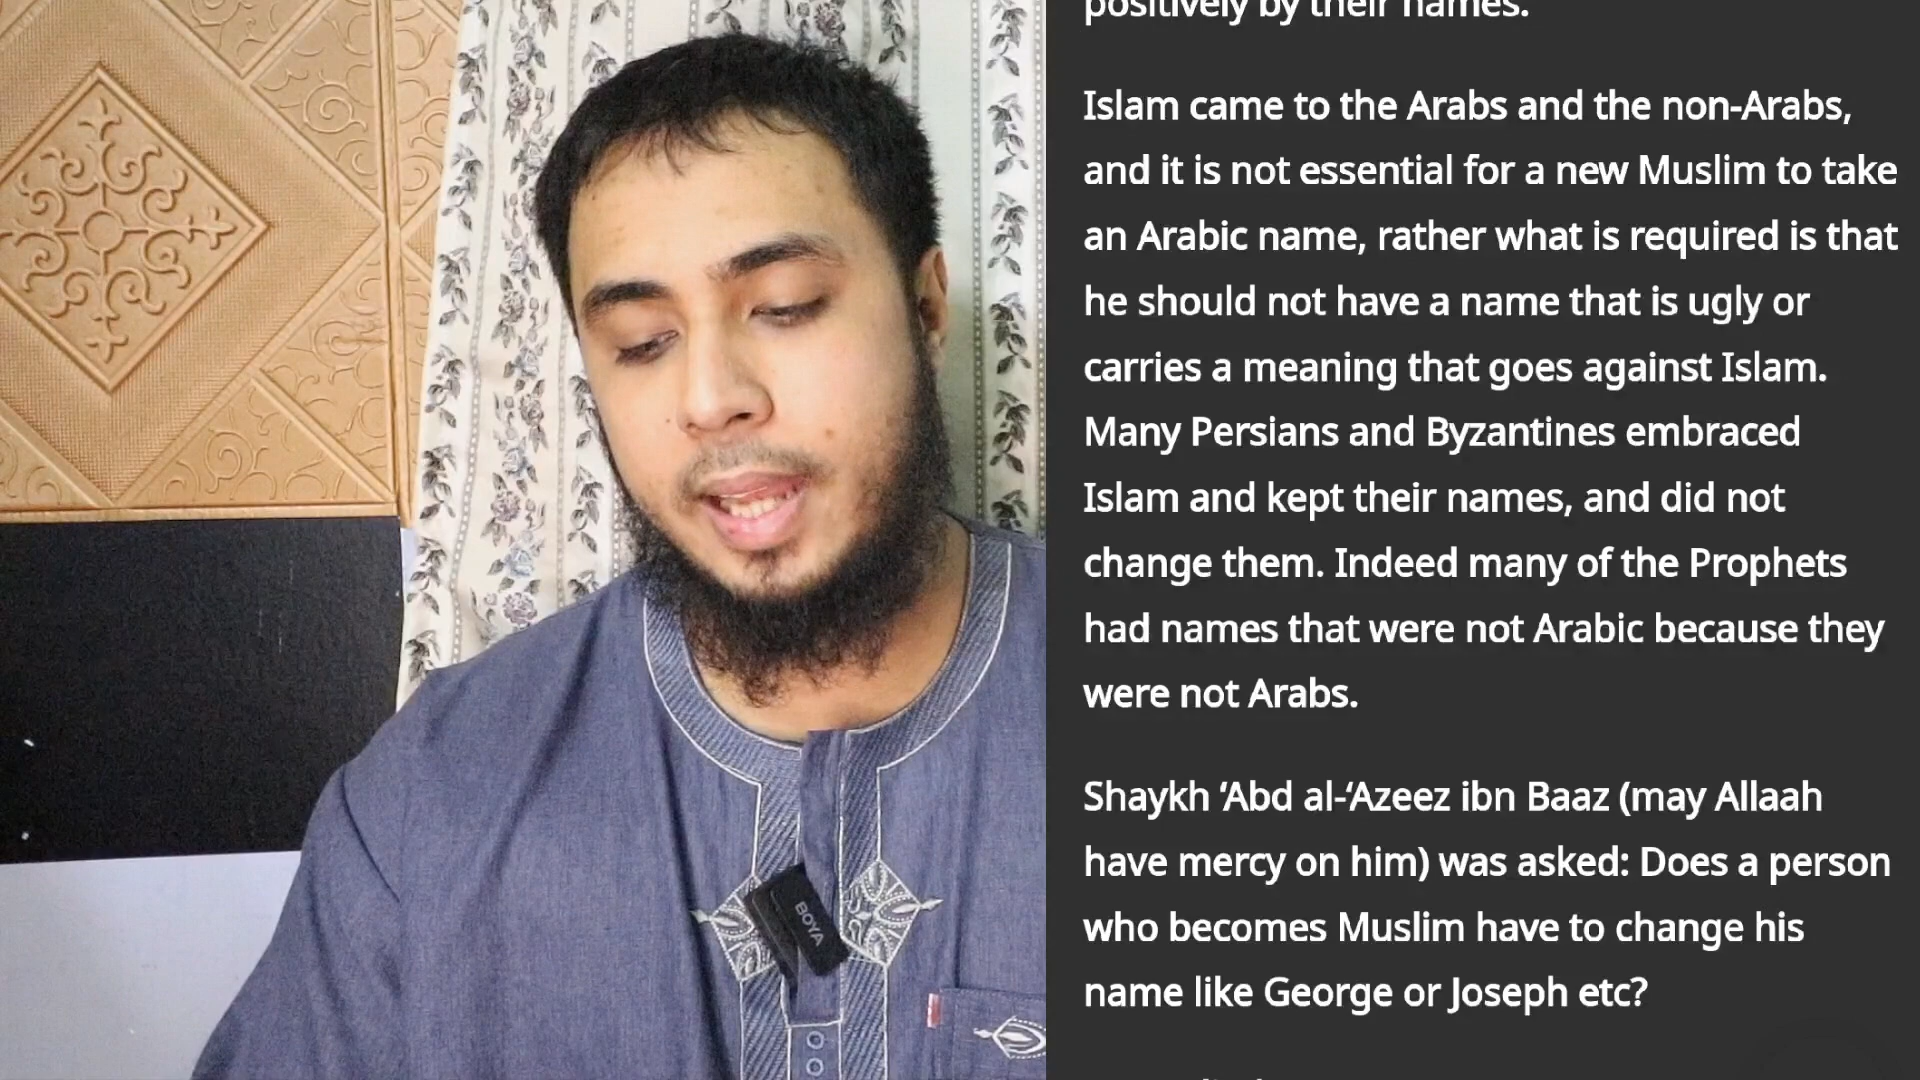 positively by their names.
Islam came to the Arabs and the non-Arabs,
and it is not essential for a new Muslim to take
an Arabic name, rather what is required is that
he should not have a name that is ugly or
carries a meaning that goes against Islam.
Many Persians and Byzantines embraced
Islam and kept their names, and did not
change them. Indeed many of the Prophets
had names that were not Arabic because they
were not Arabs.
Shaykh ‘Abd al-‘Azeez ibn Baaz (may Allaah
have mercy on him) was asked: Does a person
who becomes Muslim have to change his
name like George or Joseph etc?
BOYA